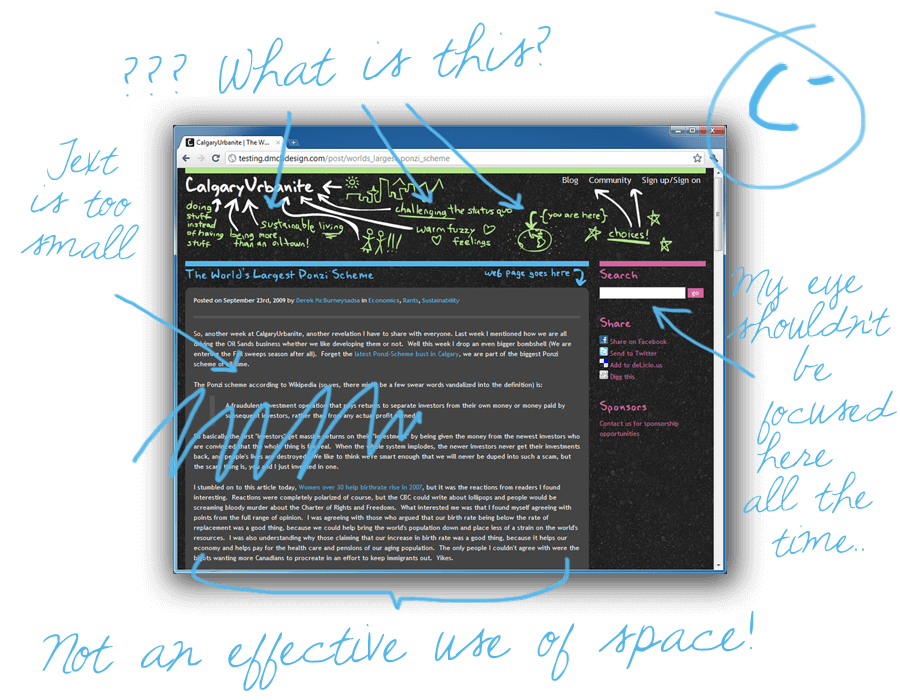 ??? What is this?
C-
Text
is too
small
CalgaryUrbanite | The W...
testing.dmcbdesign.com/post/worlds_largest_ponzi_scheme
CalgaryUrbanite
Blog Community Sign up/Sign on
doing
stuff
instead
of having
stuff
being more
than an oil town!
sustainable living
challenging the status quo
warm fuzzy
feelings
{you are here}
choices!
The World's Largest Ponzi Scheme
web page goes here
Posted on September 23rd, 2009 by Derek McBurneysadsa in Economics, Rants, Sustainability
So, another week at CalgaryUrbanite, another revelation I have to share with everyone. Last week I mentioned how we are all
driving the Oil Sands business whether we like developing them or not. Well this week I drop an even bigger bombshell (We are
entering the Fall sweeps season after all). Forget the latest Ponzi-Scheme bust in Calgary, we are part of the biggest Ponzi
scheme of all time.
The Ponzi scheme according to Wikipedia (so yes, there might be a few swear words vandalized into the definition) is:
A fraudulent investment operation that pays returns to separate investors from their own money or money paid by
subsequent investors, rather than from any actual profit earned.
So basically the first "investors" get massive returns on their "investment" by being given the money from the newest investors who
are convinced that the whole thing is for real. When the whole system implodes, the newer investors never get their investments
back, and people's lives are destroyed. We like to think we're smart enough that we will never be duped into such a scam, but
the scary thing is, you and I just invested in one.
I stumbled on to this article today, Women over 30 help birthrate rise in 2007, but it was the reactions from readers I found
interesting. Reactions were completely polarized of course, but the CBC could write about lollipops and people would be
screaming bloody murder about the Charter of Rights and Freedoms. What interested me was that I found myself agreeing with
points from the full range of opinion. I was agreeing with those who argued that our birth rate being below the rate of
replacement was a good thing, because we could help bring the world's population down and place less of a strain on the world's
resources. I was also understanding why those claiming that our increase in birth rate was a good thing, because it helps our
economy and helps pay for the health care and pensions of our aging population. The only people I couldn't agree with were the
bigots wanting more Canadians to procreate in an effort to keep immigrants out. Yikes.
Search
go
Share
Share on Facebook
Send to Twitter
Add to del.icio.us
Digg this
Sponsors
Contact us for sponsorship
opportunities
My eye
shouldn't
be
focused
here
all the
time..
Not an effective use of space!